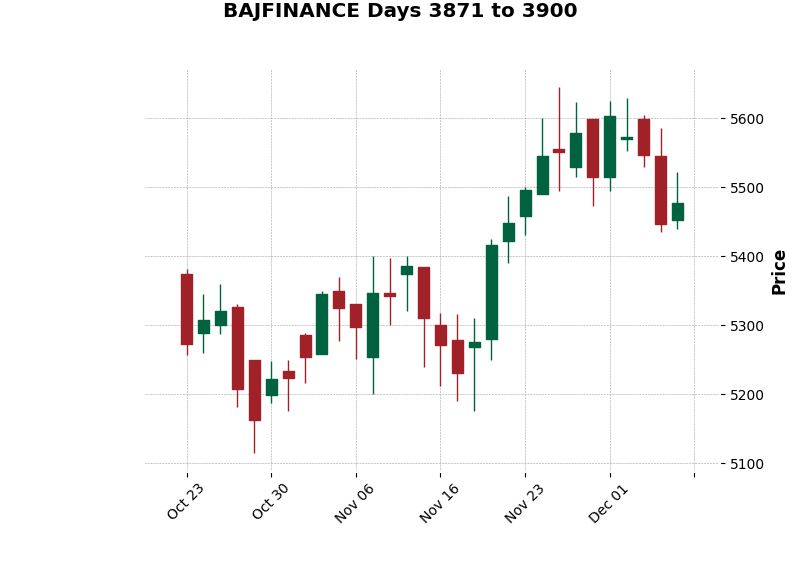 BAJFINANCE Days 3871 to 3900
5600
5500
5400
5300
5200
5100
Price
Oct 23
Oct 30
Nov 06
Nov 16
Nov 23
Dec 01